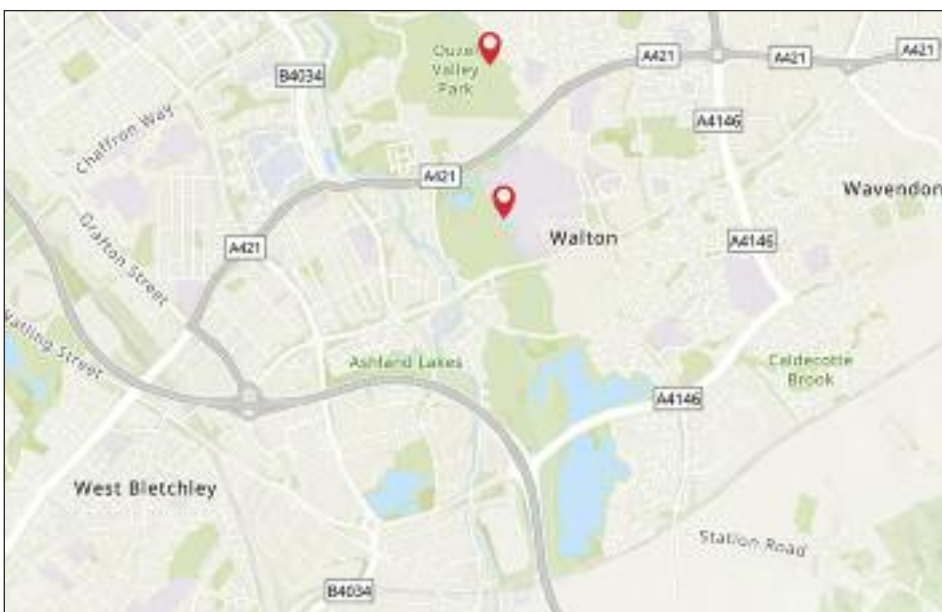 Ouzel
Valley
Park
A421
A421
A421
B4034
A4146
Chaffron Way
A421
Wavendon
Walton
A4146
A421
Grafton Street
Watling Street
Ashland Lakes
Caldecotte
Brook
A4146
West Bletchley
Station Road
B4034